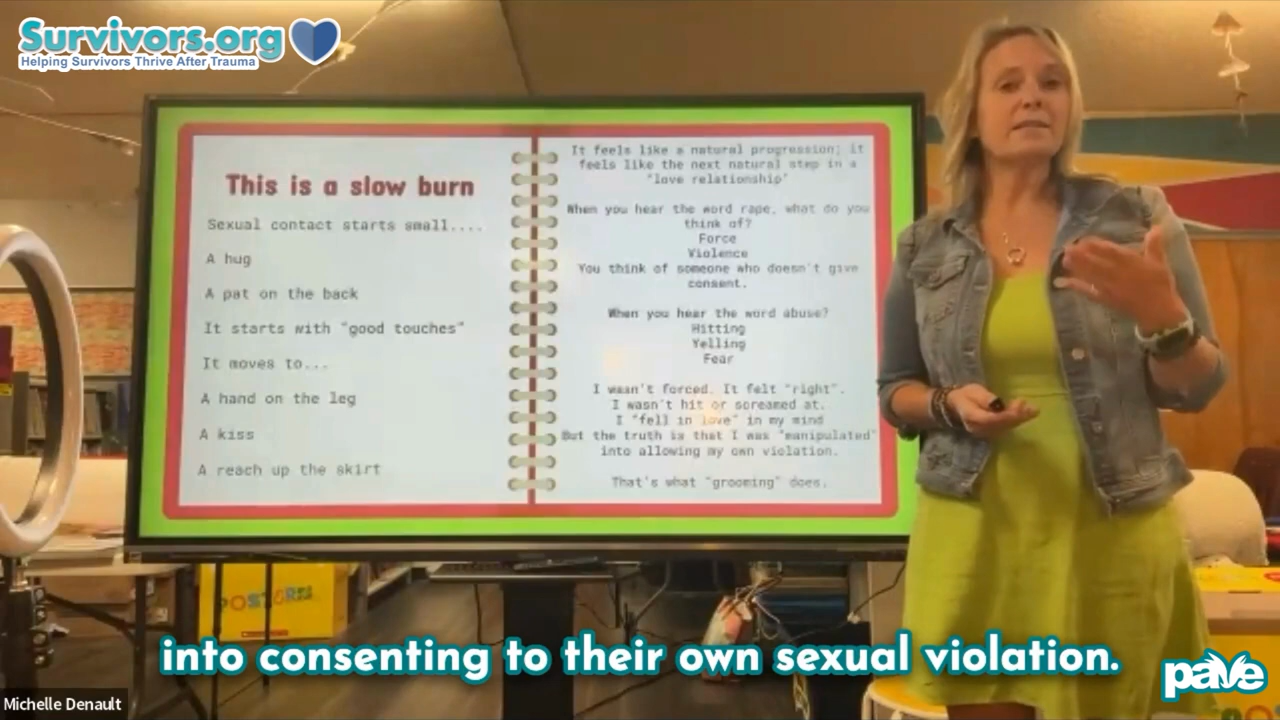 Survivors.org
Helping Survivors Thrive After Trauma
This is a slow burn
Sexual contact starts small....
A hug
A pat on the back
It starts with "good touches"
It moves to...
A hand on the leg
A kiss
A reach up the skirt
It feels like a natural progression; it
feels like the next natural step in a
"love relationship"
When you hear the word rape, what do you
think of?
Force
Violence
You think of someone who doesn't give
consent.
When you hear the word abuse?
Hitting
Yelling
Fear
I wasn't forced. It felt "right".
I wasn't hit or screamed at.
I "fell in love" in my mind
But the truth is that I was "manipulated"
into allowing my own violation.
That's what "grooming" does.
POSTERS
into consenting to their own sexual violation.
pave
Michelle Denault